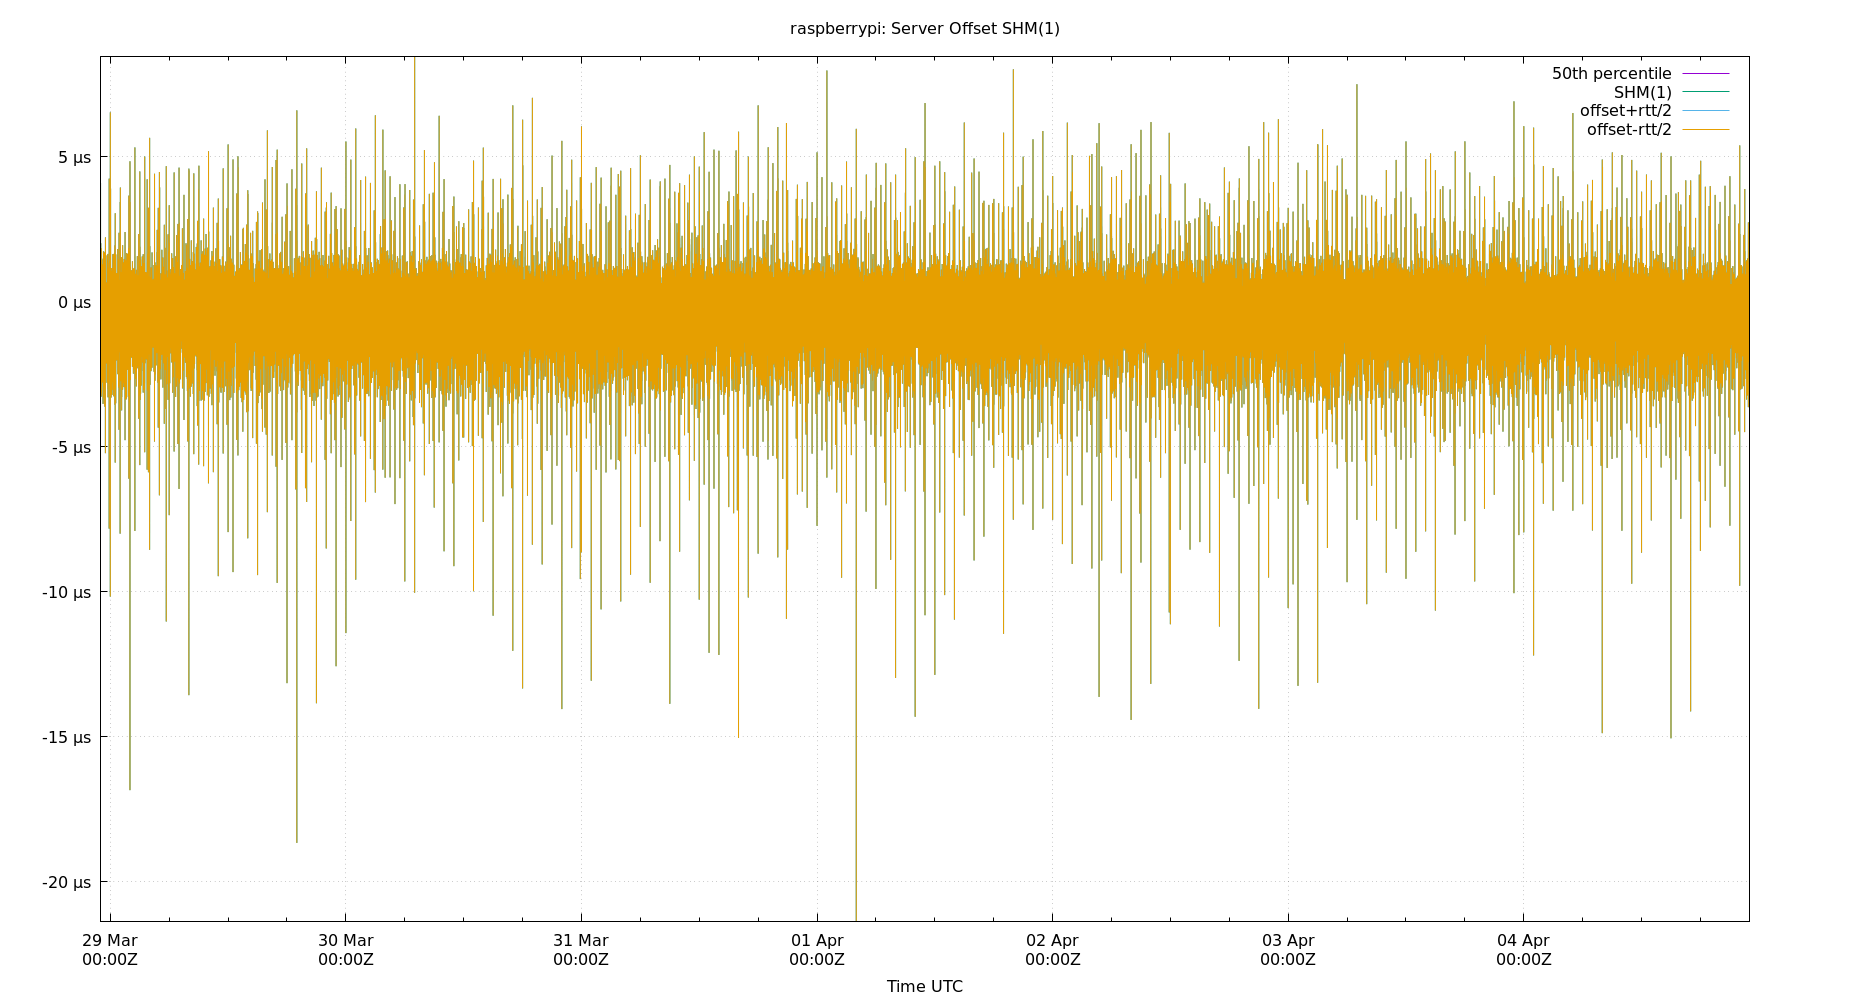 raspberrypi: Server Offset SHM(1)
50th percentile
SHM(1)
offset+rtt/2
offset-rtt/2
5 µs
0 µs
-5 µs
-10 µs
-15 µs
-20 µs
29 Mar 30 Mar 31 Mar 01 Apr 02 Apr 03 Apr 04 Apr
00:00Z 00:00Z 00:00Z 00:00Z 00:00Z 00:00Z 00:00Z
Time UTC